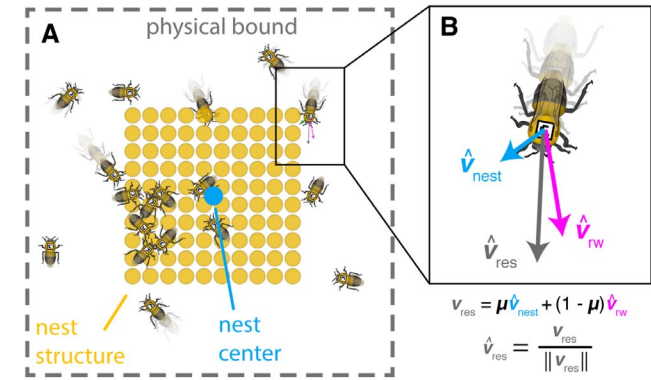 A
physical bound
nest
structure
nest
center
B
v̂nest
v̂rw
v̂res
vres = μv̂nest + (1 - μ)v̂rw
v̂res = vres / ‖vres‖